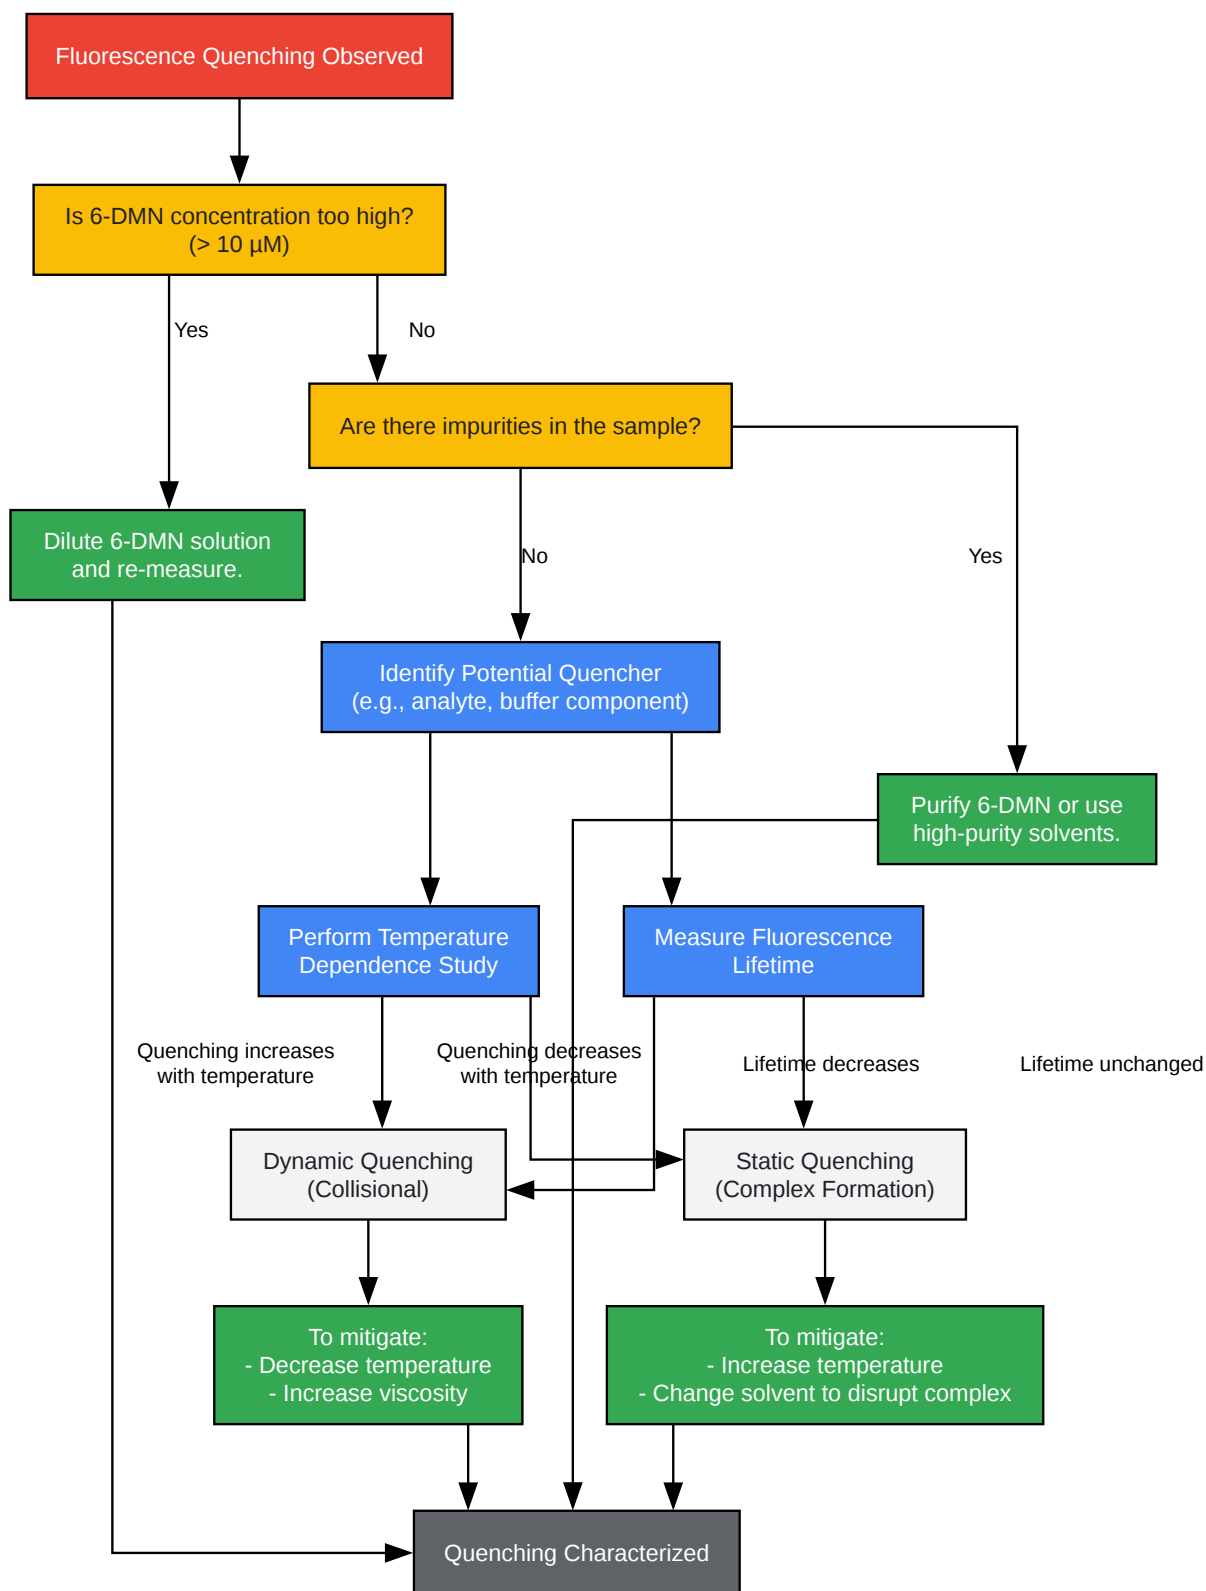 Fluorescence Quenching Observed
Is 6-DMN concentration too high?
(> 10 µM)
Yes
No
Are there impurities in the sample?
Dilute 6-DMN solution
and re-measure.
No
Yes
Identify Potential Quencher
(e.g., analyte, buffer component)
Purify 6-DMN or use
high-purity solvents.
Perform Temperature
Dependence Study
Measure Fluorescence
Lifetime
Quenching increases
with temperature
Quenching decreases
with temperature
Lifetime decreases
Lifetime unchanged
Dynamic Quenching
(Collisional)
Static Quenching
(Complex Formation)
To mitigate:
- Decrease temperature
- Increase viscosity
To mitigate:
- Increase temperature
- Change solvent to disrupt complex
Quenching Characterized